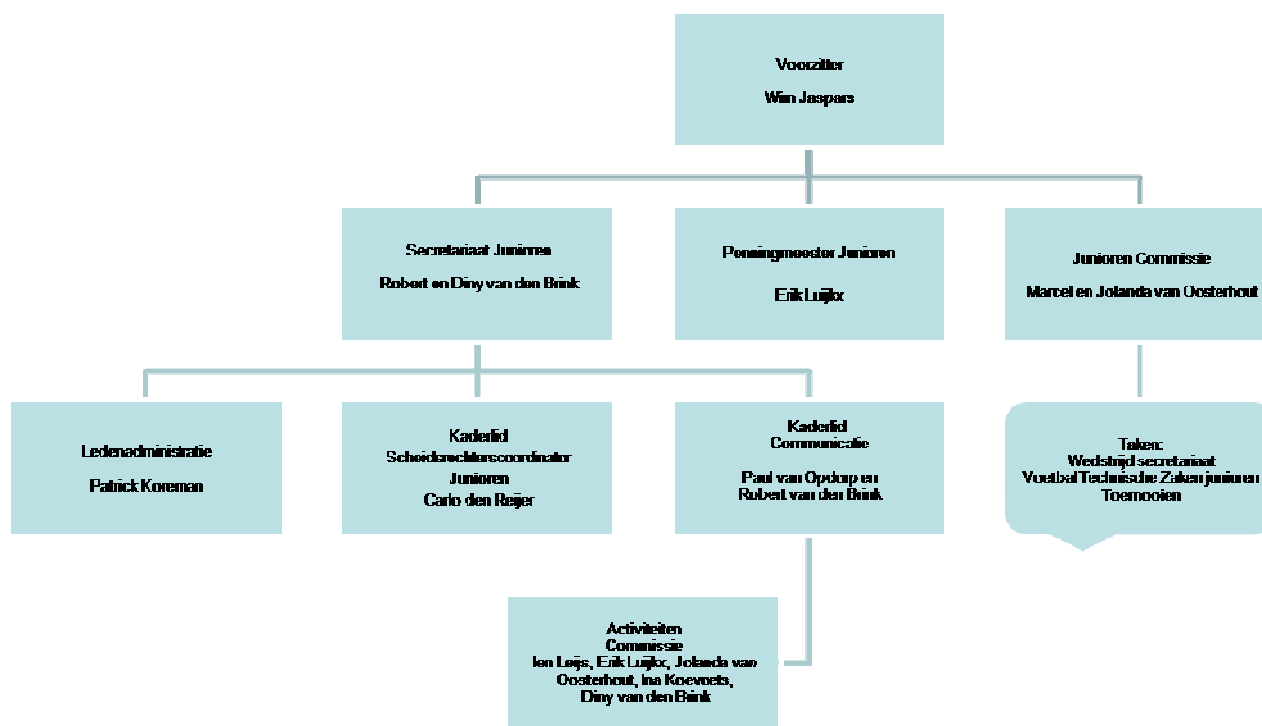 Voorzitter
Wim Jaspars
Secretariaat Junioren
Robert en Diny van den Brink
Penningmeester Junioren
Erik Luijkx
Junioren Commissie
Marcel en Jolanda van Oosterhout
Ledenadministratie
Patrick Koreman
Kaderlid
Scheidsrechterscoordinator
Junioren
Carlo den Reijer
Kaderlid
Communicatie
Paul van Opdorp en
Robert van den Brink
Taken:
Wedstrijd secretariaat
Voetbal Technische Zaken junioren
Toernooien
Activiteiten
Commissie
Leijs, Erik Luijkx, Jolanda van
Oosterhout, Ina Koevoets,
Diny van den Brink